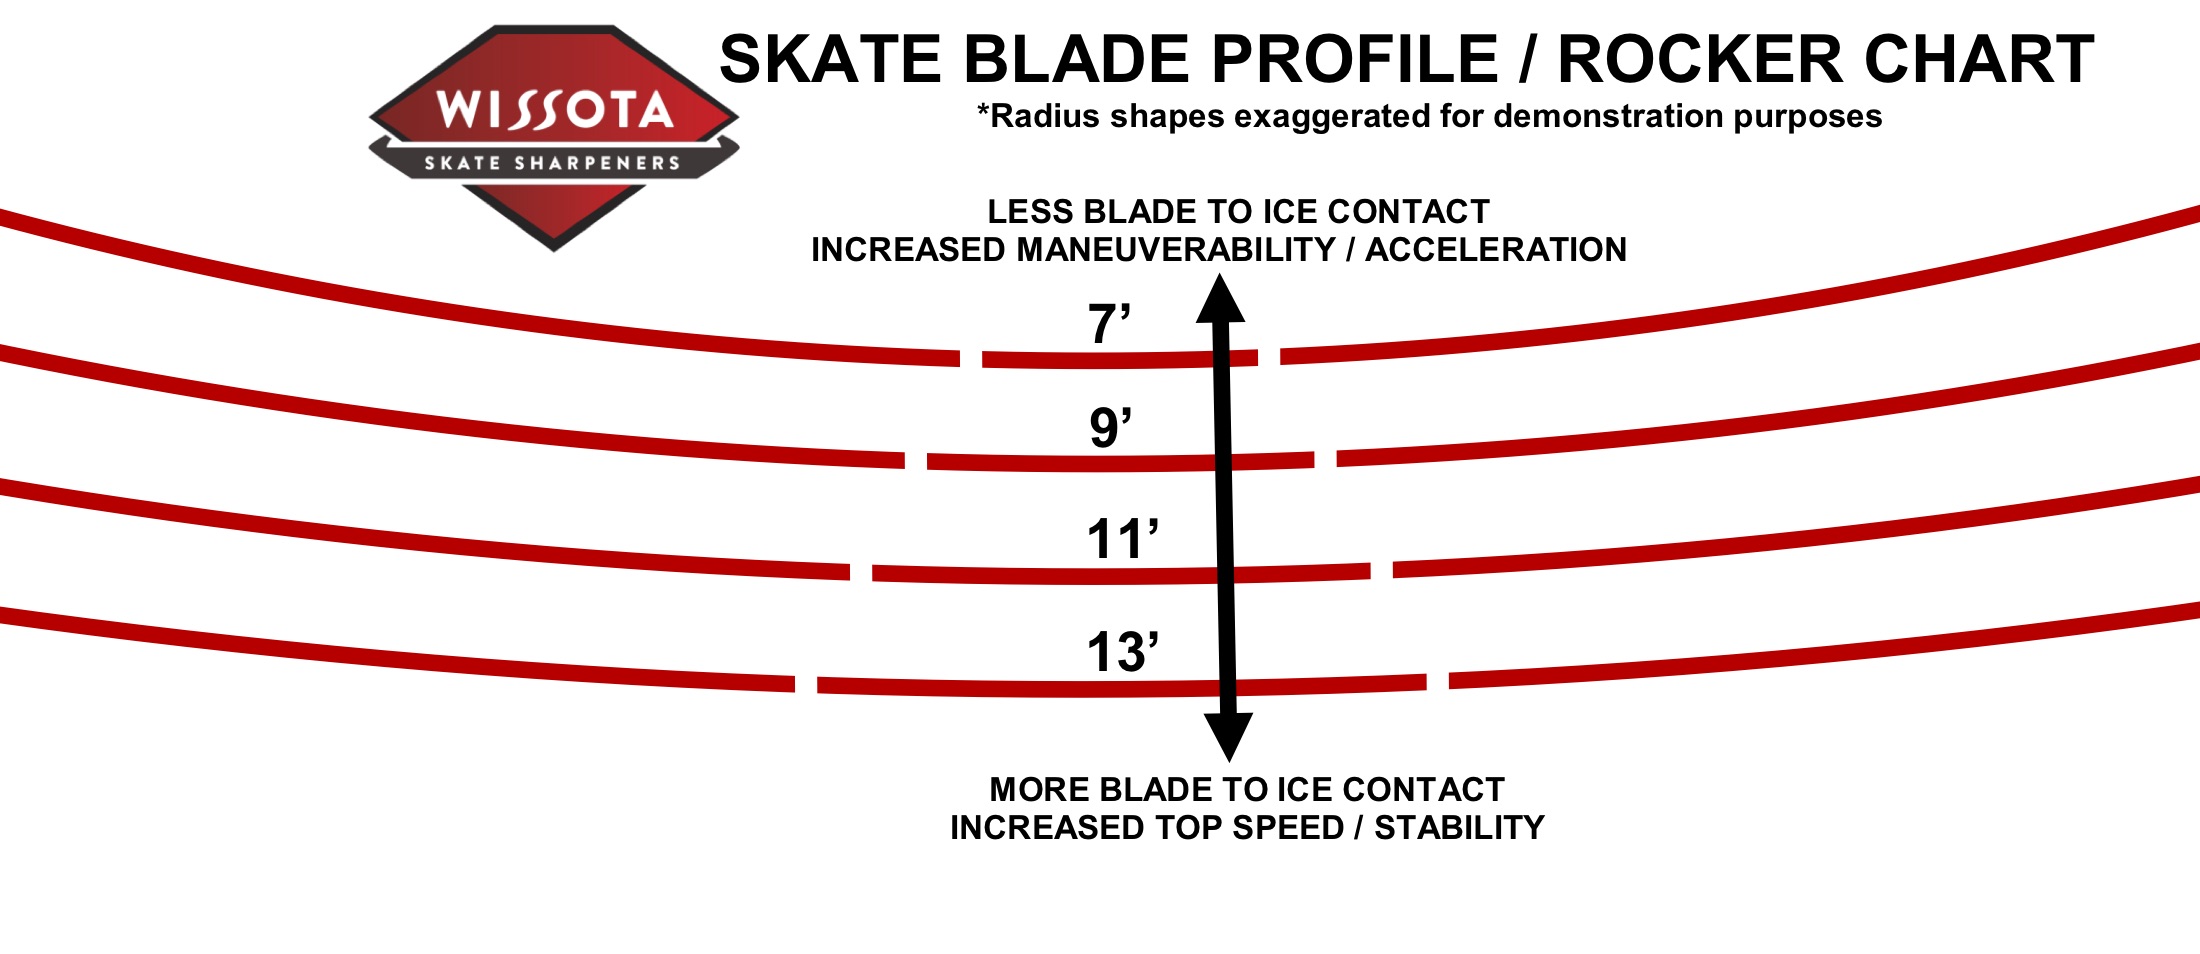 WISSOTA
SKATE SHARPENERS
SKATE BLADE PROFILE / ROCKER CHART
*Radius shapes exaggerated for demonstration purposes
LESS BLADE TO ICE CONTACT
INCREASED MANEUVERABILITY / ACCELERATION
7’
9’
11’
13’
MORE BLADE TO ICE CONTACT
INCREASED TOP SPEED / STABILITY